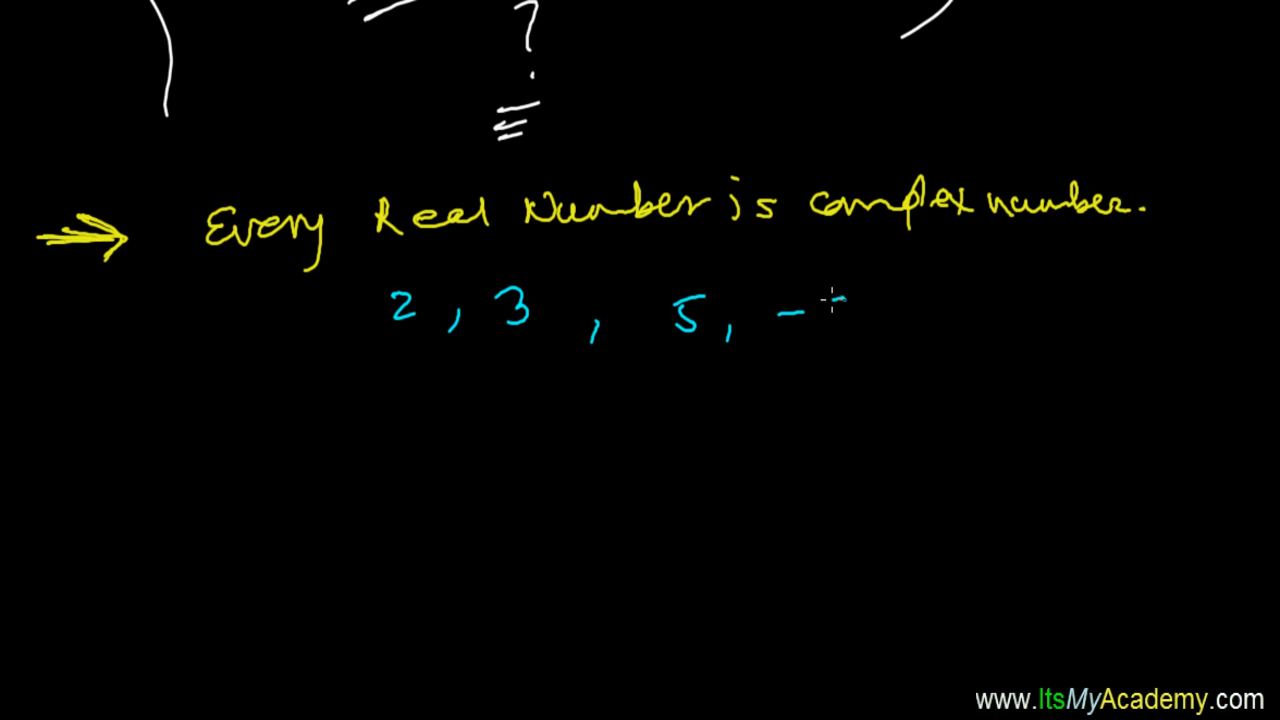 ?
Every Real Number is complex number.
2 , 3 , 5 , -
www.ItsMyAcademy.com